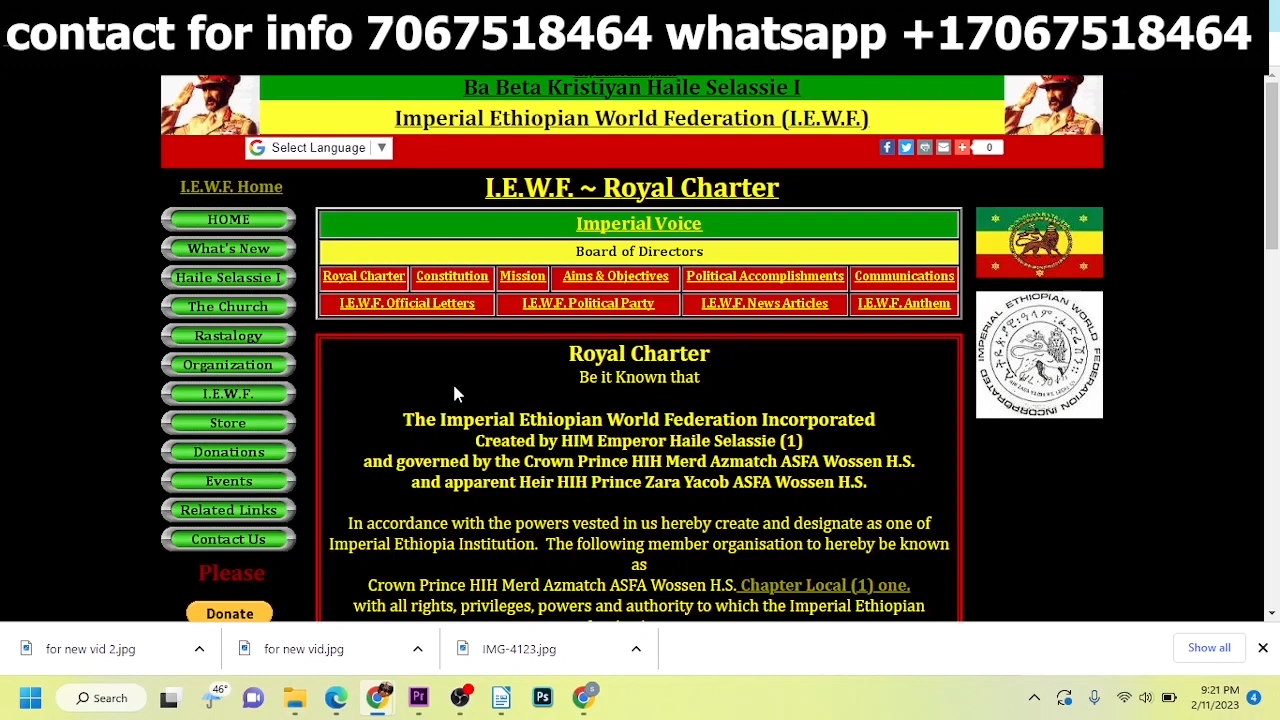 contact for info 7067518464 whatsapp +17067518464
Ba Beta Kristiyan Haile Selassie I
Imperial Ethiopian World Federation (I.E.W.F.)
Select Language ▼
0
I.E.W.F. Home
HOME
What's New
Haile Selassie I
The Church
Rastalogy
Organization
I.E.W.F.
Store
Donations
Events
Related Links
Contact Us
Please
Donate
I.E.W.F. ~ Royal Charter
Imperial Voice
Board of Directors
Royal Charter Constitution Mission Aims & Objectives Political Accomplishments Communications
I.E.W.F. Official Letters I.E.W.F. Political Party I.E.W.F. News Articles I.E.W.F. Anthem
Royal Charter
Be it Known that
The Imperial Ethiopian World Federation Incorporated
Created by HIM Emperor Haile Selassie (1)
and governed by the Crown Prince HIH Merd Azmatch ASFA Wossen H.S.
and apparent Heir HIH Prince Zara Yacob ASFA Wossen H.S.
In accordance with the powers vested in us hereby create and designate as one of
Imperial Ethiopia Institution. The following member organisation to hereby be known
as
Crown Prince HIH Merd Azmatch ASFA Wossen H.S. Chapter Local (1) one.
with all rights, privileges, powers and authority to which the Imperial Ethiopian
IMPERIAL ETHIOPIAN WORLD FEDERATION INCORPORATED
for new vid 2.jpg
for new vid.jpg
IMG-4123.jpg
Show all
Search
46°
Pr
Ps
S
9:21 PM
2/11/2023
4